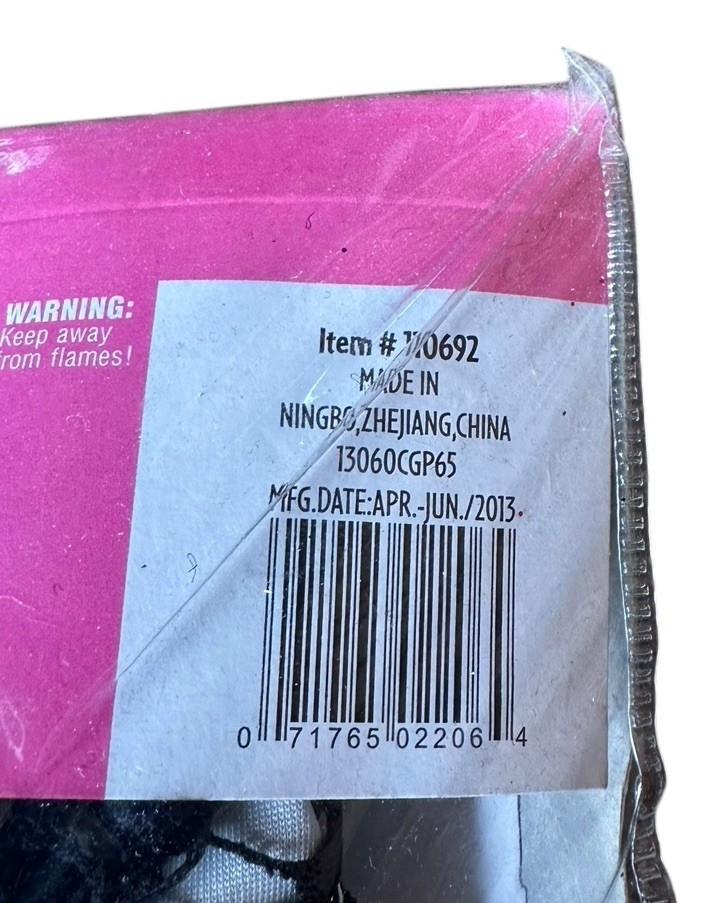 WARNING:
Keep away
from flames!
Item # 110692
MADE IN
NINGBO,ZHEJIANG,CHINA
13060CGP65
MFG.DATE:APR.-JUN./2013.
0 71765 02206 4